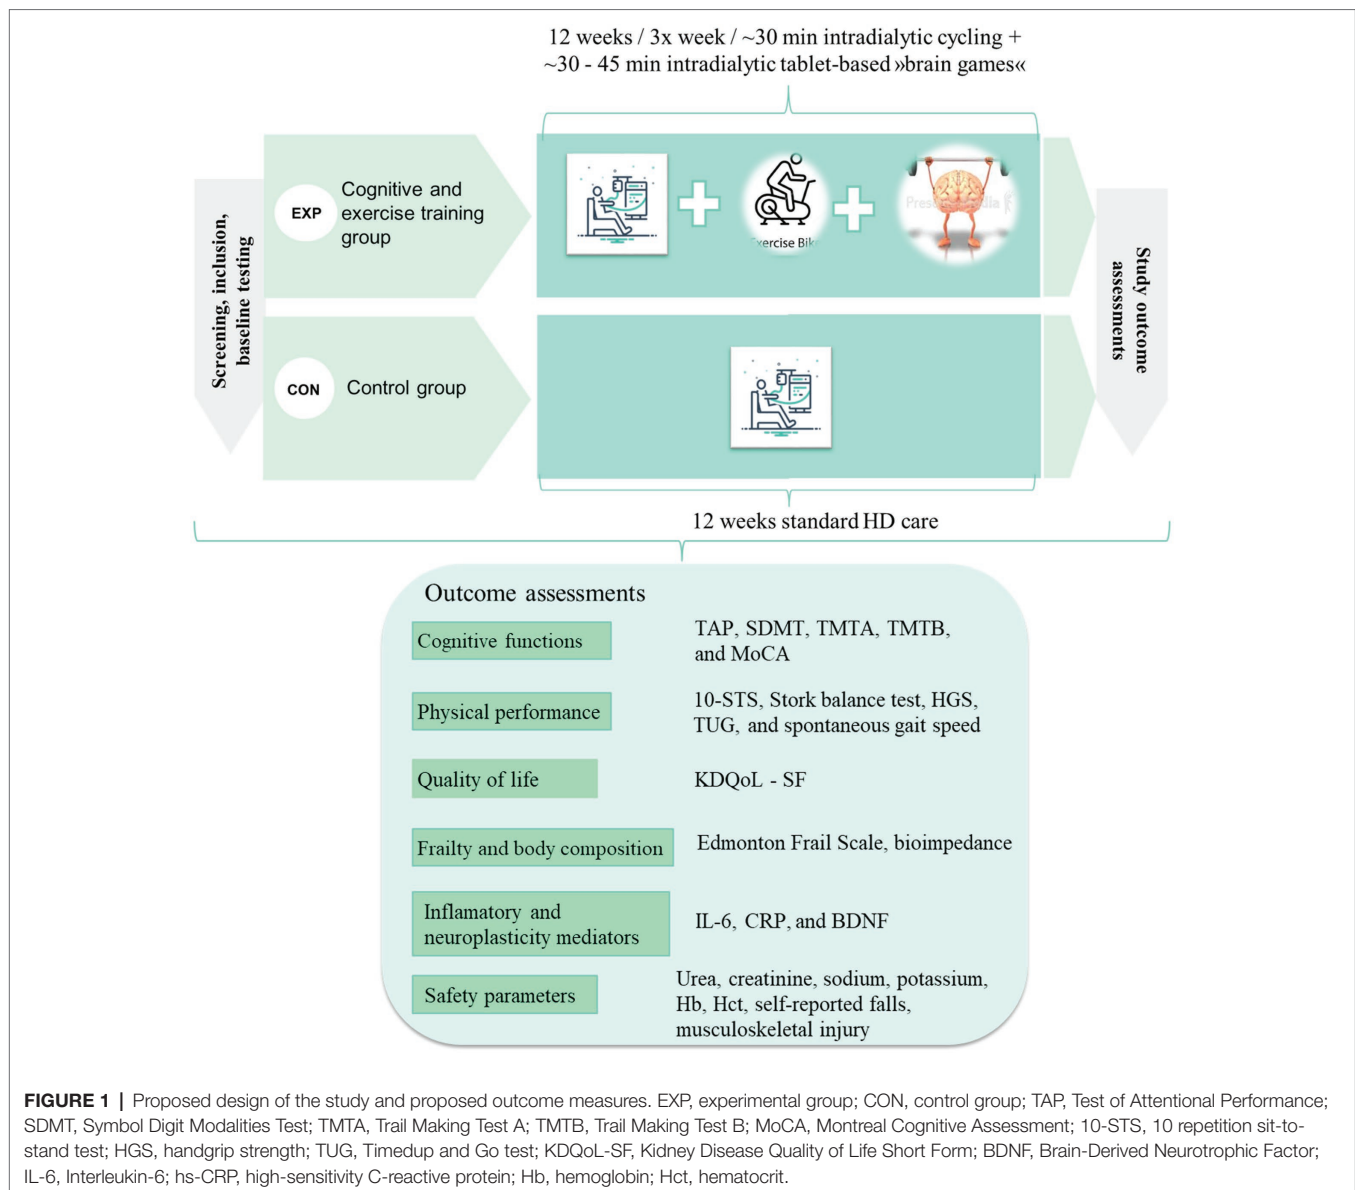 12 weeks / 3x week / ~30 min intradialytic cycling +
~30 - 45 min intradialytic tablet-based »brain games«
Screening, inclusion,
baseline testing
EXP
Cognitive and
exercise training
group
Exercise Bik
CON
Control group
Study outcome
assessments
12 weeks standard HD care
Outcome assessments
Cognitive functions
TAP, SDMT, TMTA, TMTB,
and MoCA
Physical performance
10-STS, Stork balance test, HGS,
TUG, and spontaneous gait speed
Quality of life
KDQoL - SF
Frailty and body composition
Edmonton Frail Scale, bioimpedance
Inflamatory and
neuroplasticity mediators
IL-6, CRP, and BDNF
Safety parameters
Urea, creatinine, sodium, potassium,
Hb, Hct, self-reported falls,
musculoskeletal injury
FIGURE 1 | Proposed design of the study and proposed outcome measures. EXP, experimental group; CON, control group; TAP, Test of Attentional Performance;
SDMT, Symbol Digit Modalities Test; TMTA, Trail Making Test A; TMTB, Trail Making Test B; MoCA, Montreal Cognitive Assessment; 10-STS, 10 repetition sit-to-
stand test; HGS, handgrip strength; TUG, Timedup and Go test; KDQoL-SF, Kidney Disease Quality of Life Short Form; BDNF, Brain-Derived Neurotrophic Factor;
IL-6, Interleukin-6; hs-CRP, high-sensitivity C-reactive protein; Hb, hemoglobin; Hct, hematocrit.